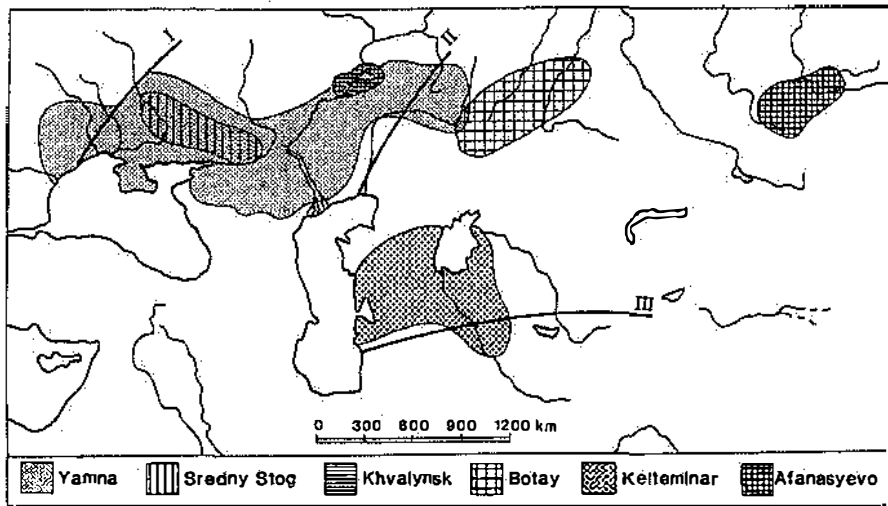 I
II
III
0 300 600 900 1200 km
Yamna Sredny Stog Khvalynsk Botay Kelteminar Afanasyevo